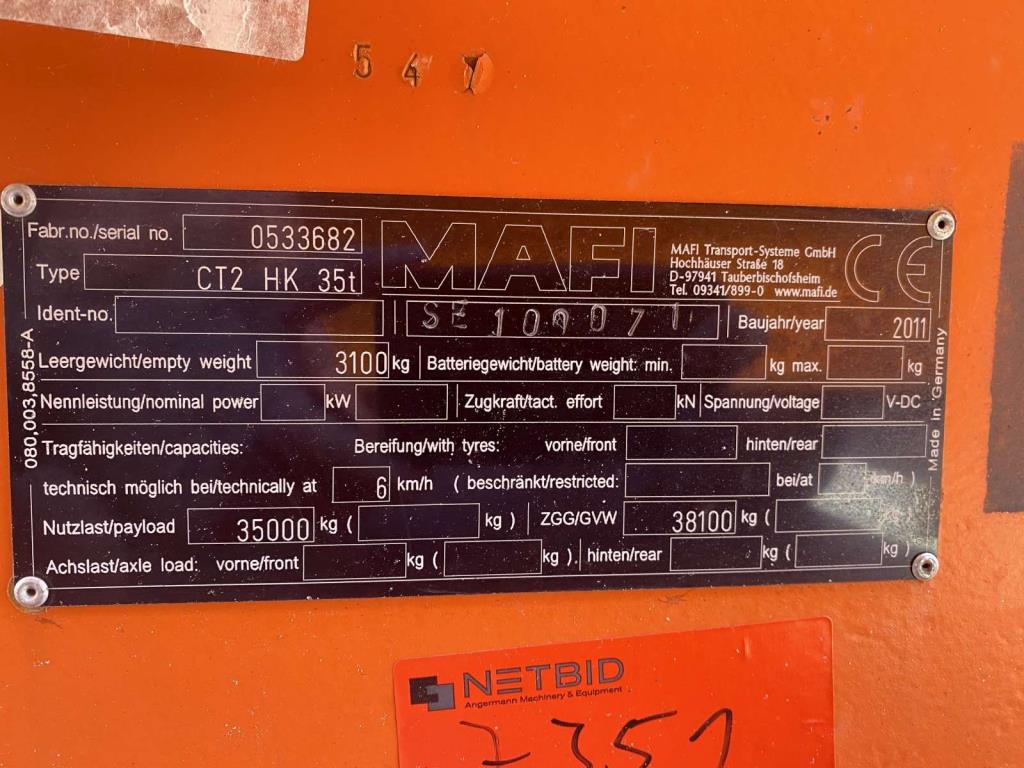 54
Fabr.no./serial no. 0533682 MAFI MAFI Transport-Systeme GmbH
Hochhäuser Straße 18
D-97941 Tauberbischofsheim
Tel. 09341/899-0 www.mafi.de
CE
Type CT2 HK 35t
Ident-no. Baujahr/year 2011
Leergewicht/empty weight 3100 kg Batteriegewicht/battery weight: min. kg max. kg
Nennleistung/nominal power kW Zugkraft/tact. effort kN Spannung/voltage V-DC
Tragfähigkeiten/capacities: Bereifung/with tyres: vorne/front hinten/rear
technisch möglich bei/technically at 6 km/h ( beschränkt/restricted: bei/at km/h )
Nutzlast/payload 35000 kg ( kg ) ZGG/GVW 38100 kg (
Achslast/axle load: vorne/front kg ( kg ). hinten/rear kg ( kg )
080.003.8558-A
Made in Germany
NETBID
Angermann Machinery & Equipment
7351